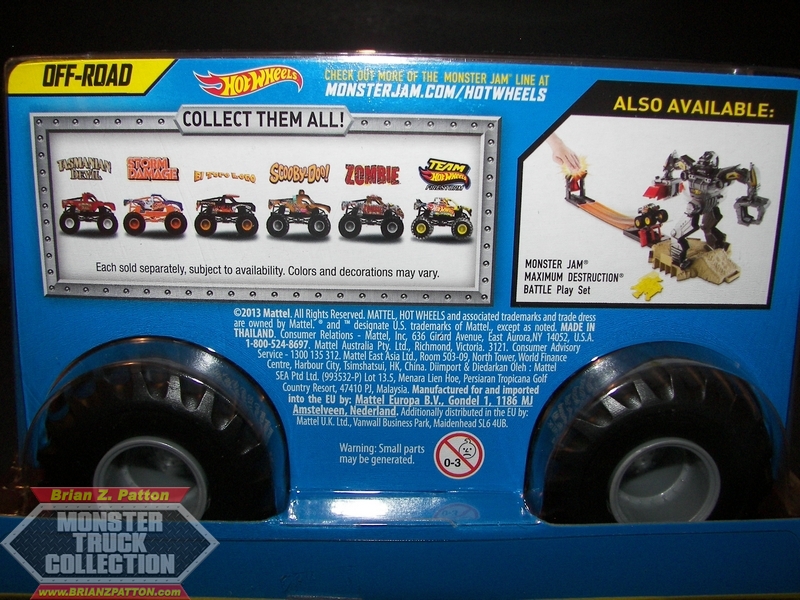 OFF-ROAD
HOT WHEELS
CHECK OUT MORE OF THE MONSTER JAM® LINE AT
MONSTERJAM.COM/HOTWHEELS
COLLECT THEM ALL!
TASMANIAN DEVIL
STORM DAMAGE
El Toro Loco
SCOOBY-DOO!
ZOMBIE
TEAM HOT WHEELS FIRESTORM
Each sold separately, subject to availability. Colors and decorations may vary.
ALSO AVAILABLE:
MONSTER JAM®
MAXIMUM DESTRUCTION®
BATTLE Play Set
©2013 Mattel. All Rights Reserved. MATTEL, HOT WHEELS and associated trademarks and trade dress
are owned by Mattel. ® and ™ designate U.S. trademarks of Mattel, except as noted. MADE IN
THAILAND. Consumer Relations - Mattel, Inc, 636 Girard Avenue, East Aurora,NY 14052, U.S.A.
1-800-524-8697. Mattel Australia Pty. Ltd., Richmond, Victoria. 3121. Consumer Advisory
Service - 1300 135 312. Mattel East Asia Ltd., Room 503-09, North Tower, World Finance
Centre, Harbour City, Tsimshatsui, HK, China. Diimport & Diedarkan Oleh : Mattel
SEA Ptd Ltd. (993532-P) Lot 13.5, Menara Lien Hoe, Persiaran Tropicana Golf
Country Resort, 47410 PJ, Malaysia. Manufactured for and imported
into the EU by: Mattel Europa B.V., Gondel 1, 1186 MJ
Amstelveen, Nederland. Additionally distributed in the EU by:
Mattel U.K. Ltd., Vanwall Business Park, Maidenhead SL6 4UB.
Warning: Small parts
may be generated.
0-3
Brian Z. Patton
MONSTER
TRUCK
COLLECTION
www.BRIANZPATTON.com